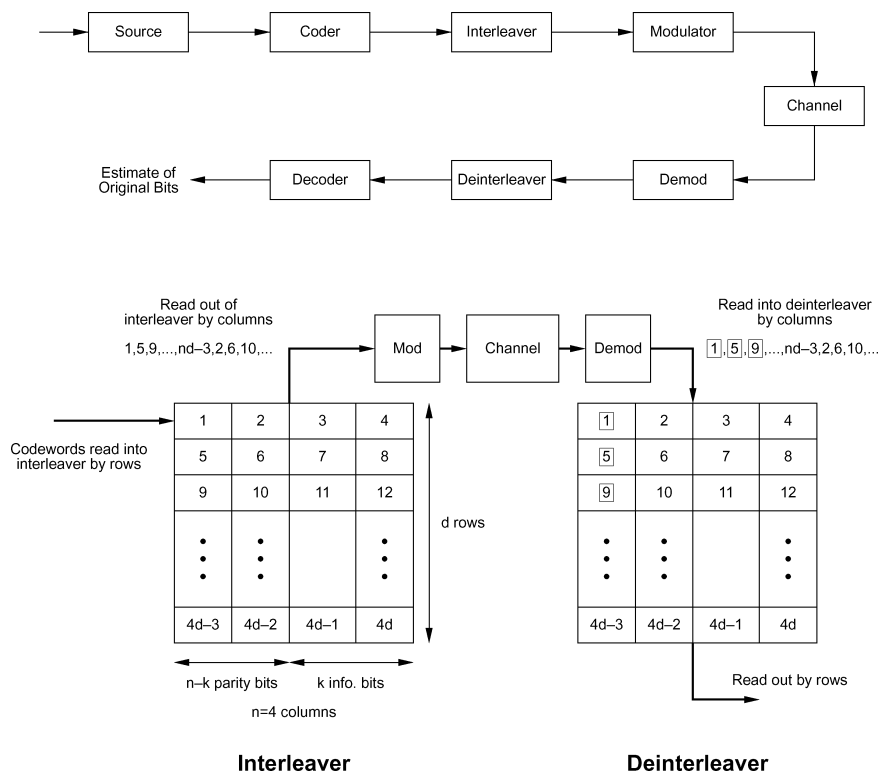 Source
Coder
Interleaver
Modulator
Channel
Estimate of
Original Bits
Decoder
Deinterleaver
Demod
Read out of
interleaver by columns
1,5,9,...,nd–3,2,6,10,...
Mod
Channel
Demod
Read into deinterleaver
by columns
1,5,9,...,nd–3,2,6,10,...
Codewords read into
interleaver by rows
1 2 3 4
5 6 7 8
9 10 11 12
4d–3 4d–2 4d–1 4d
d rows
n–k parity bits
k info. bits
n=4 columns
Interleaver
1 2 3 4
5 6 7 8
9 10 11 12
4d–3 4d–2 4d–1 4d
Read out by rows
Deinterleaver